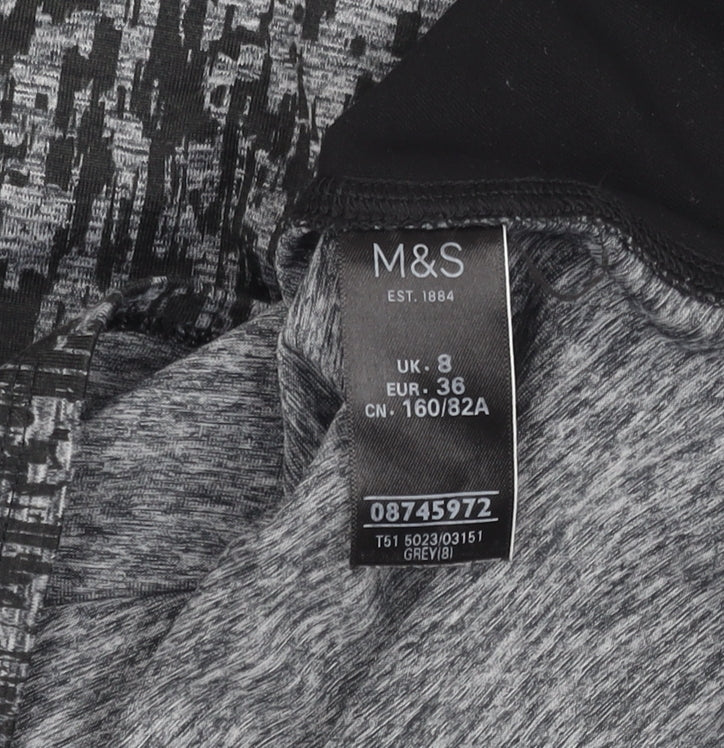 M&S
EST. 1884
UK · 8
EUR. 36
CN· 160/82A
08745972
T51 5023/03151
GREY(8)